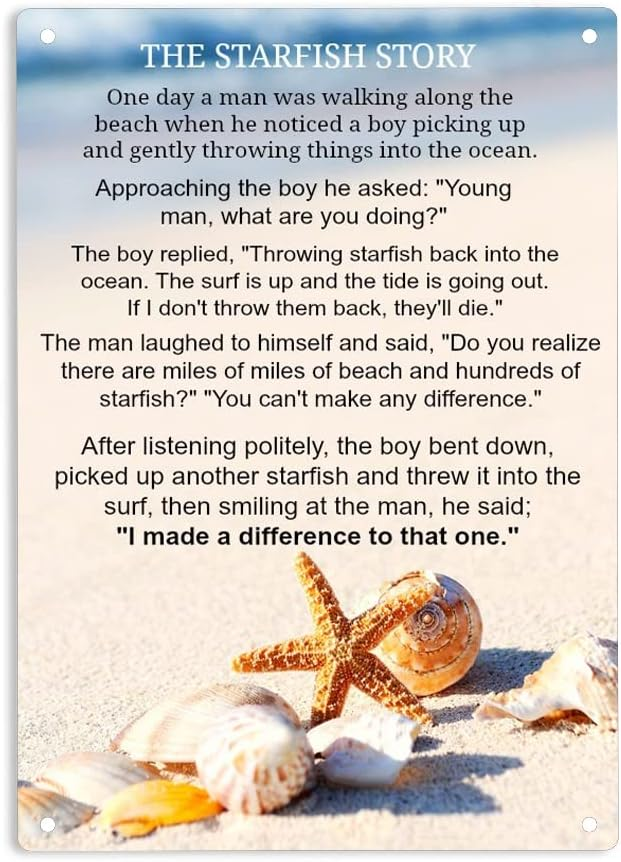 THE STARFISH STORY
One day a man was walking along the
beach when he noticed a boy picking up
and gently throwing things into the ocean.
Approaching the boy he asked: "Young
man, what are you doing?"
The boy replied, "Throwing starfish back into the
ocean. The surf is up and the tide is going out.
If I don't throw them back, they'll die."
The man laughed to himself and said, "Do you realize
there are miles of miles of beach and hundreds of
starfish?" "You can't make any difference."
After listening politely, the boy bent down,
picked up another starfish and threw it into the
surf, then smiling at the man, he said;
"I made a difference to that one."